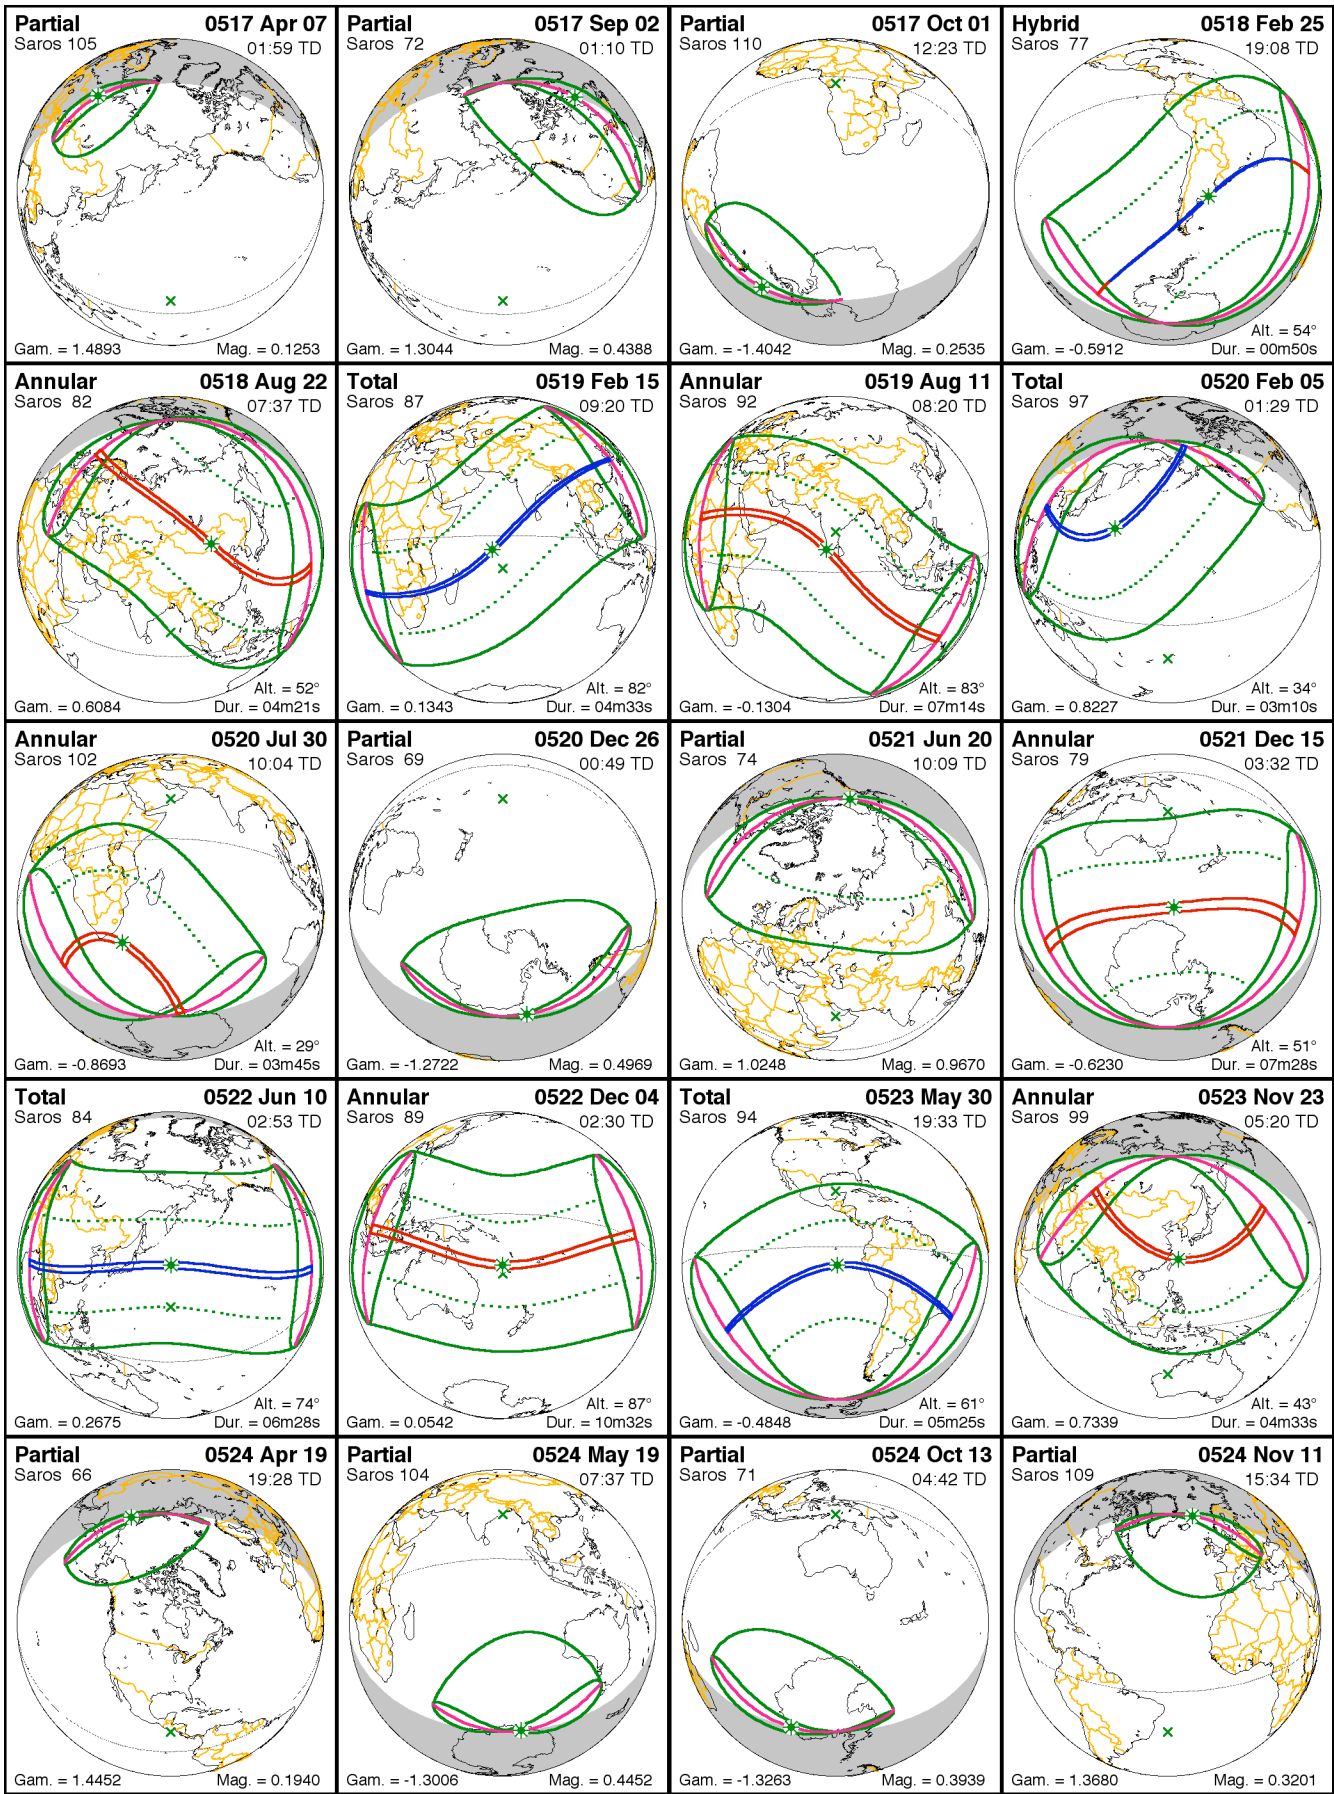 Partial 0517 Apr 07
Saros 105 01:59 TD
Gam. = 1.4893 Mag. = 0.1253
Partial 0517 Sep 02
Saros 72 01:10 TD
Gam. = 1.3044 Mag. = 0.4388
Partial 0517 Oct 01
Saros 110 12:23 TD
Gam. = -1.4042 Mag. = 0.2535
Hybrid 0518 Feb 25
Saros 77 19:08 TD
Alt. = 54°
Gam. = -0.5912 Dur. = 00m50s
Annular 0518 Aug 22
Saros 82 07:37 TD
Alt. = 52°
Gam. = 0.6084 Dur. = 04m21s
Total 0519 Feb 15
Saros 87 09:20 TD
Alt. = 82°
Gam. = 0.1343 Dur. = 04m33s
Annular 0519 Aug 11
Saros 92 08:20 TD
Alt. = 83°
Gam. = -0.1304 Dur. = 07m14s
Total 0520 Feb 05
Saros 97 01:29 TD
Alt. = 34°
Gam. = 0.8227 Dur. = 03m10s
Annular 0520 Jul 30
Saros 102 10:04 TD
Alt. = 29°
Gam. = -0.8693 Dur. = 03m45s
Partial 0520 Dec 26
Saros 69 00:49 TD
Gam. = -1.2722 Mag. = 0.4969
Partial 0521 Jun 20
Saros 74 10:09 TD
Gam. = 1.0248 Mag. = 0.9670
Annular 0521 Dec 15
Saros 79 03:32 TD
Alt. = 51°
Gam. = -0.6230 Dur. = 07m28s
Total 0522 Jun 10
Saros 84 02:53 TD
Alt. = 74°
Gam. = 0.2675 Dur. = 06m28s
Annular 0522 Dec 04
Saros 89 02:30 TD
Alt. = 87°
Gam. = 0.0542 Dur. = 10m32s
Total 0523 May 30
Saros 94 19:33 TD
Alt. = 61°
Gam. = -0.4848 Dur. = 05m25s
Annular 0523 Nov 23
Saros 99 05:20 TD
Alt. = 43°
Gam. = 0.7339 Dur. = 04m33s
Partial 0524 Apr 19
Saros 66 19:28 TD
Gam. = 1.4452 Mag. = 0.1940
Partial 0524 May 19
Saros 104 07:37 TD
Gam. = -1.3006 Mag. = 0.4452
Partial 0524 Oct 13
Saros 71 04:42 TD
Gam. = -1.3263 Mag. = 0.3939
Partial 0524 Nov 11
Saros 109 15:34 TD
Gam. = 1.3680 Mag. = 0.3201